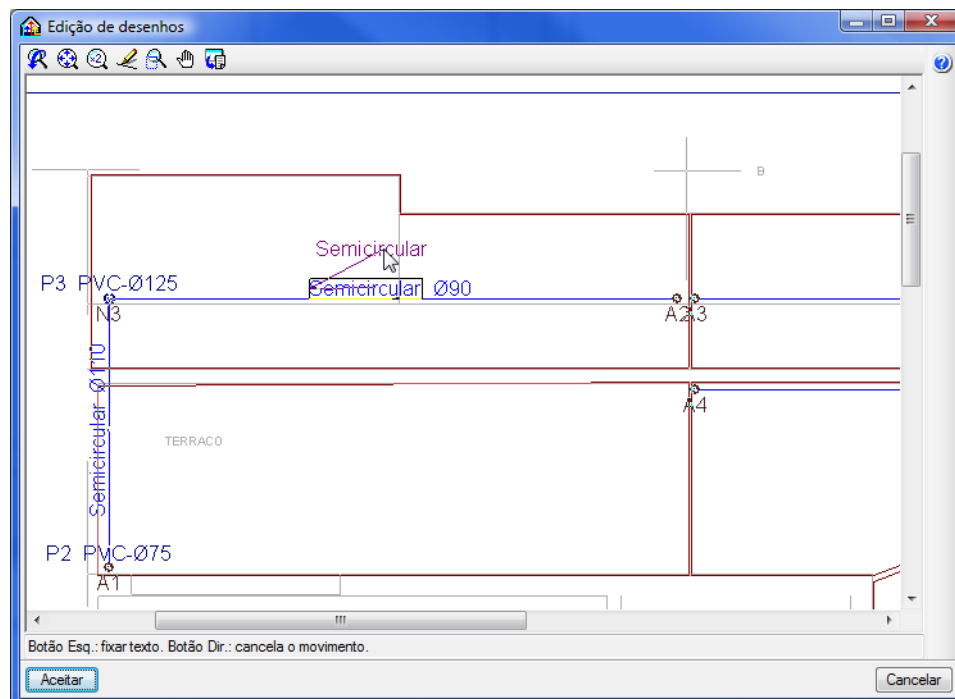 Edição de desenhos
B
Semicircular
P3 PVC-Ø125
Semicircular Ø90
N3
A2
A3
Semicircular Ø110
A4
TERRACO
P2 PVC-Ø75
A1
Botão Esq.: fixar texto. Botão Dir.: cancela o movimento.
Aceitar
Cancelar